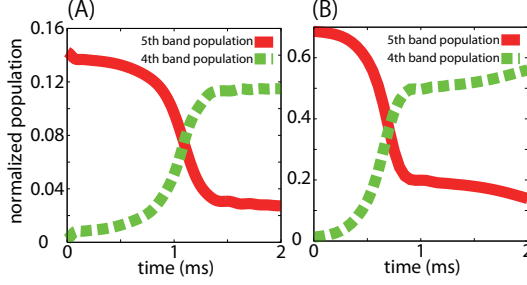 (A)
5th band population
4th band population
normalized population
0.16
0.12
0.08
0.04
0
0
1
2
time (ms)
(B)
5th band population
4th band population
0.6
0.4
0.2
0
0
1
2
time (ms)